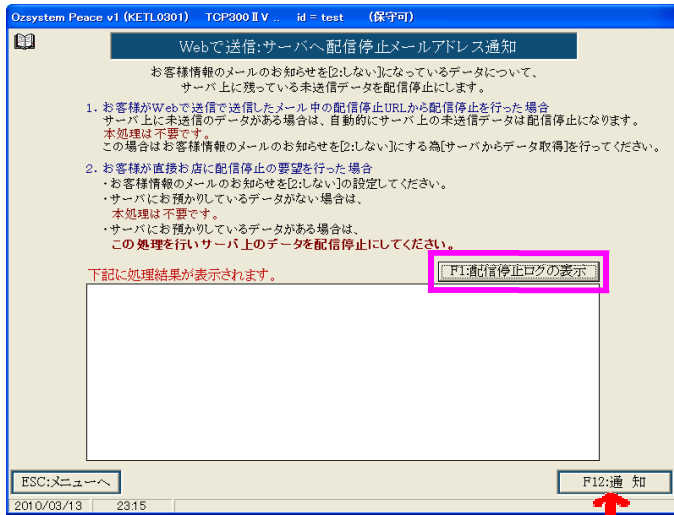 Ozsystem Peace v1 (KETL0301) TCP300ⅡV .. id = test (保守可)
Webで送信:サーバへ配信停止メールアドレス通知
お客様情報のメールのお知らせを[2:しない]になっているデータについて、
サーバ上に残っている未送信データを配信停止にします。
1. お客様がWebで送信で送信したメール中の配信停止URLから配信停止を行った場合
サーバ上に未送信のデータがある場合は、自動的にサーバ上の未送信データは配信停止になります。
本処理は不要です。
この場合はお客様情報のメールのお知らせを[2:しない]にする為[サーバからデータ取得]を行ってください。
2. お客様が直接お店に配信停止の要望を行った場合
・お客様情報のメールのお知らせを[2:しない]の設定してください。
・サーバにお預かりしているデータがない場合は、
本処理は不要です。
・サーバにお預かりしているデータがある場合は、
この処理を行いサーバ上のデータを配信停止にしてください。
F1:配信停止ログの表示
下記に処理結果が表示されます。
ESC:メニューへ
F12:通 知
2010/03/13 23:15